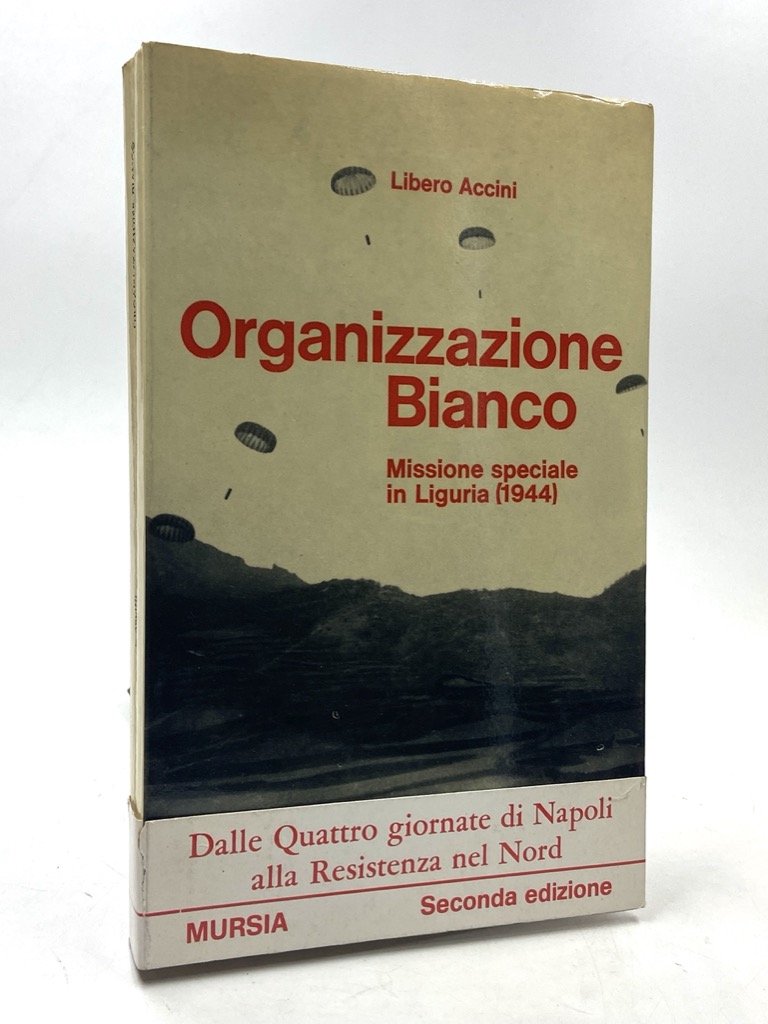 Libero Accini
Organizzazione
Bianco
Missione speciale
in Liguria (1944)
Dalle Quattro giornate di Napoli
alla Resistenza nel Nord
MURSIA
Seconda edizione